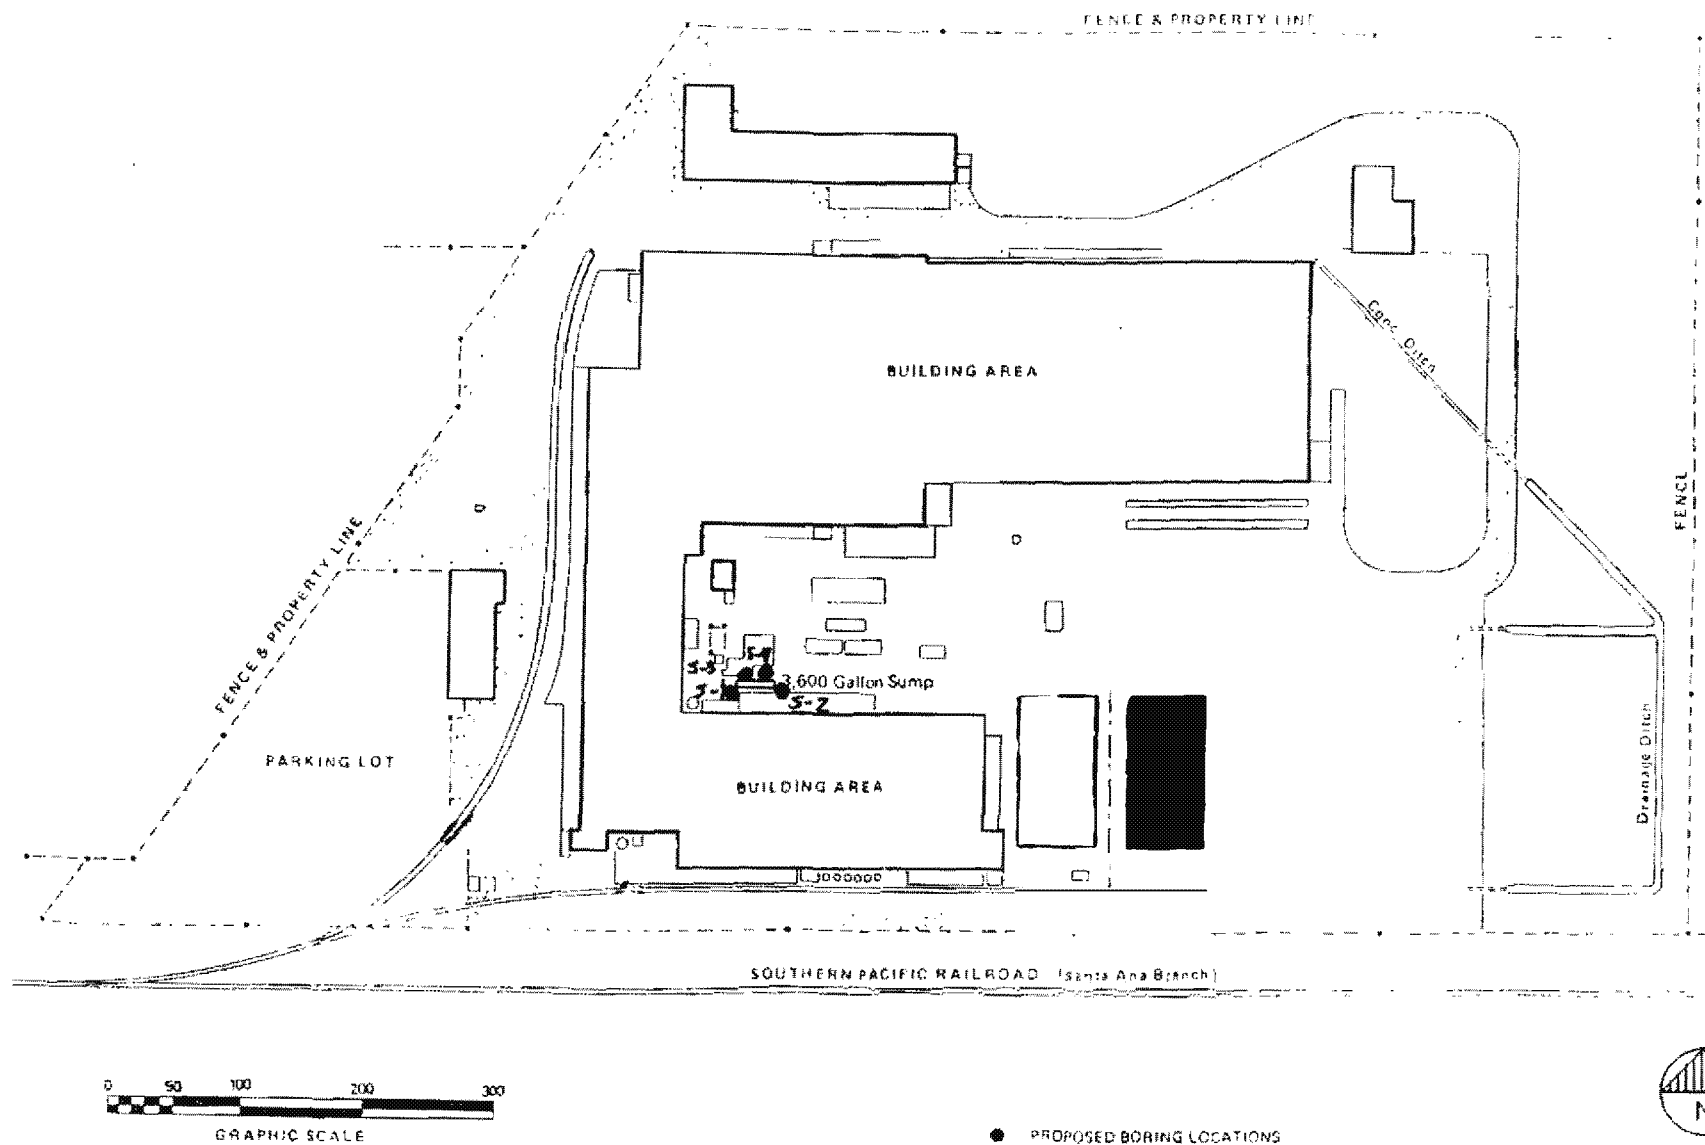 FENCE & PROPERTY LINE
BUILDING AREA
Conc. Ditch
FENCE
FENCE & PROPERTY LINE
S-4
S-3
3,600 Gallon Sump
S-
S-2
PARKING LOT
BUILDING AREA
Drainage Ditch
SOUTHERN PACIFIC RAILROAD (Santa Ana Branch)
0 50 100 200 300
GRAPHIC SCALE
N
PROPOSED BORING LOCATIONS